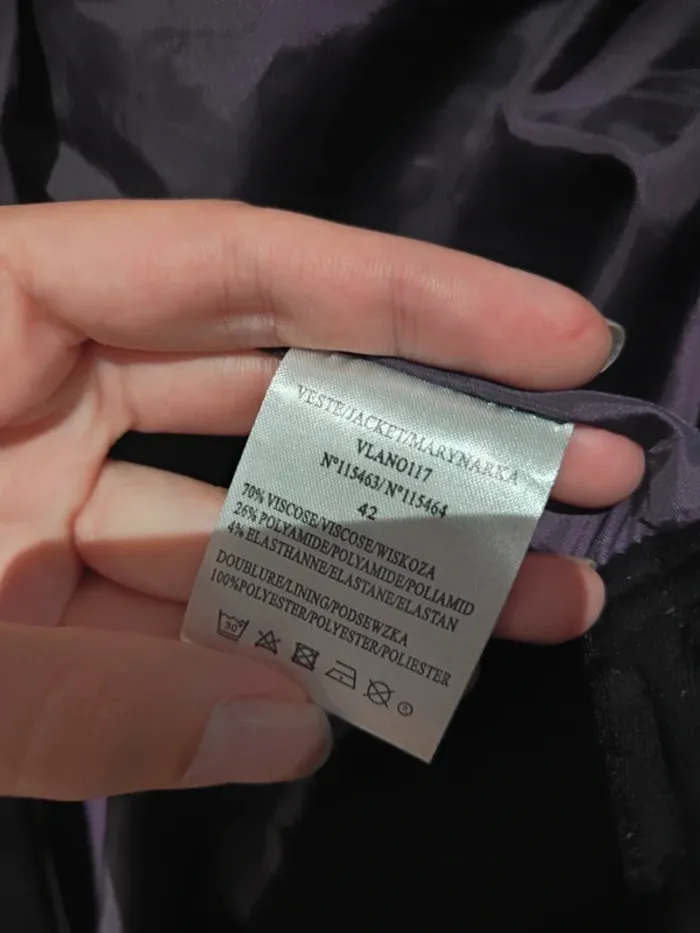 VESTE/JACKET/MARYNARKA
VLANO117
N°115463/N°115464
42
70% VISCOSE/VISCOSE/WISKOZA
26% POLYAMIDE/POLYAMIDE/POLIAMID
4% ELASTHANNE/ELASTANE/ELASTAN
DOUBLURE/LINING/PODSEWZKA
100%POLYESTER/POLYESTER/POLIESTER
30